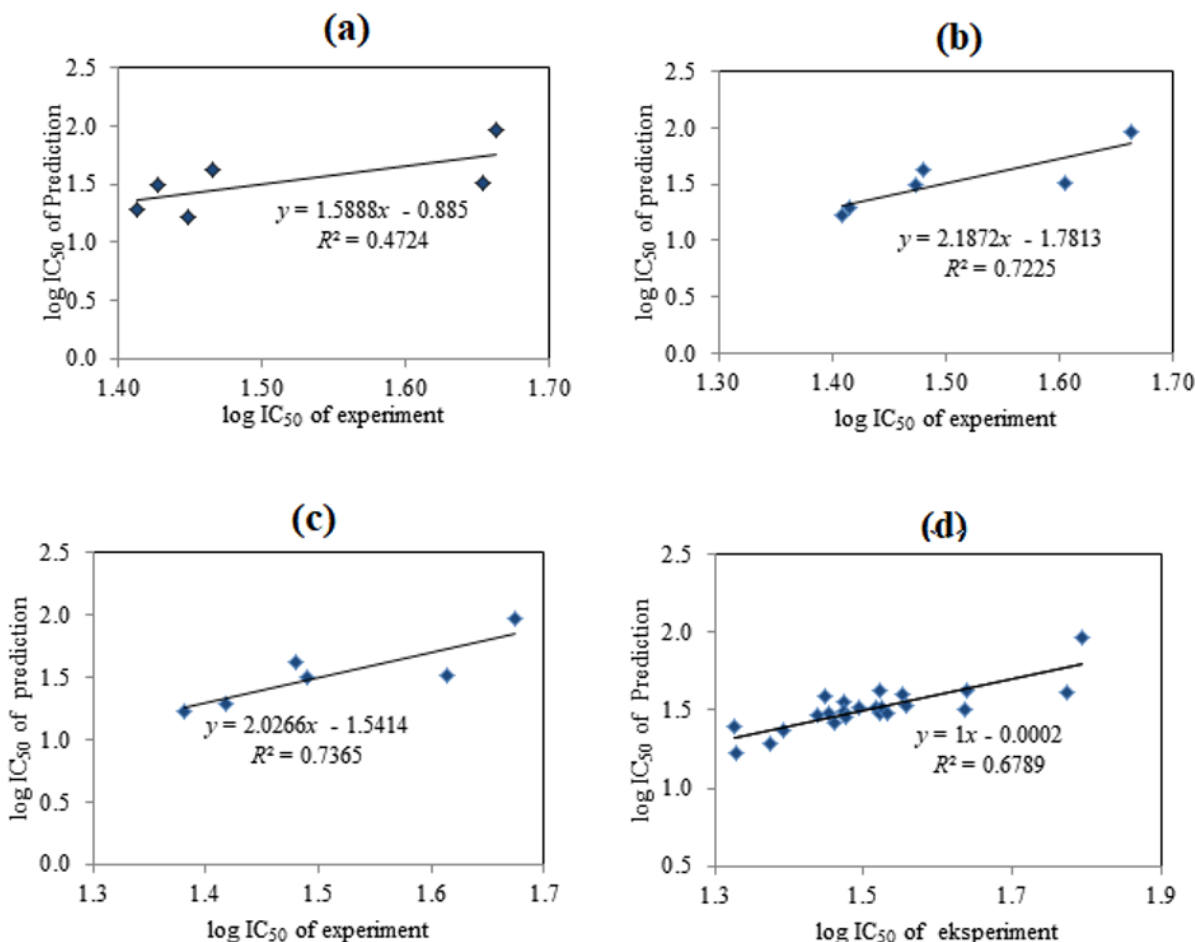 (a)
2.5
2.0
1.5
1.0
0.5
0.0
log IC50 of Prediction
y = 1.5888x - 0.885
R² = 0.4724
1.40 1.50 1.60 1.70
log IC50 of experiment
(b)
2.5
2.0
1.5
1.0
0.5
0.0
log IC50 of prediction
y = 2.1872x - 1.7813
R² = 0.7225
1.30 1.40 1.50 1.60 1.70
log IC50 of experiment
(c)
2.5
2.0
1.5
1.0
0.5
0.0
log IC50 of prediction
y = 2.0266x - 1.5414
R² = 0.7365
1.3 1.4 1.5 1.6 1.7
log IC50 of experiment
(d)
2.5
2.0
1.5
1.0
0.5
log IC50 of Prediction
y = 1x - 0.0002
R² = 0.6789
1.3 1.5 1.7 1.9
log IC50 of eksperiment